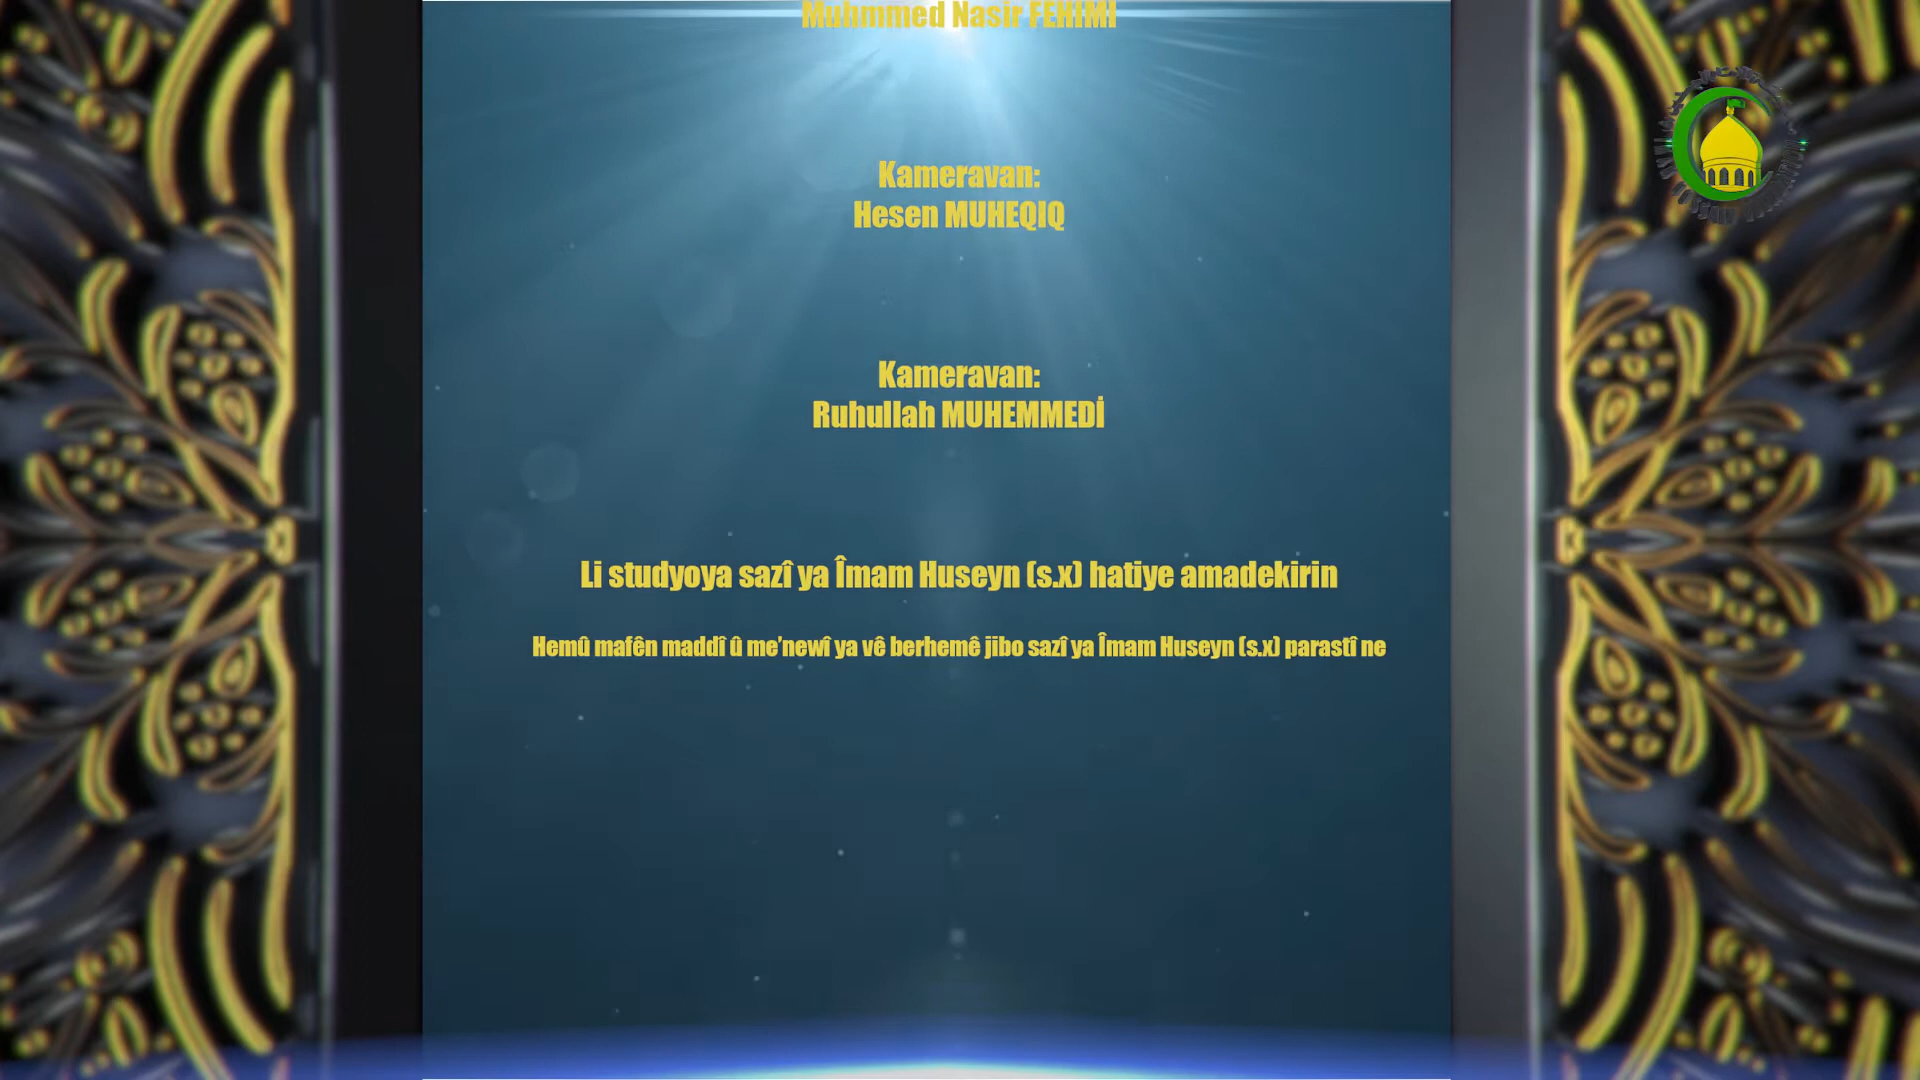 Muhmmed Nasir FEHIMI
Kameravan:
Hesen MUHEQIQ
Kameravan:
Ruhullah MUHEMMEDİ
Li studyoya sazî ya Îmam Huseyn (s.x) hatiye amadekirin
Hemû mafên maddî û me'newî ya vê berhemê jibo sazî ya Îmam Huseyn (s.x) parastî ne